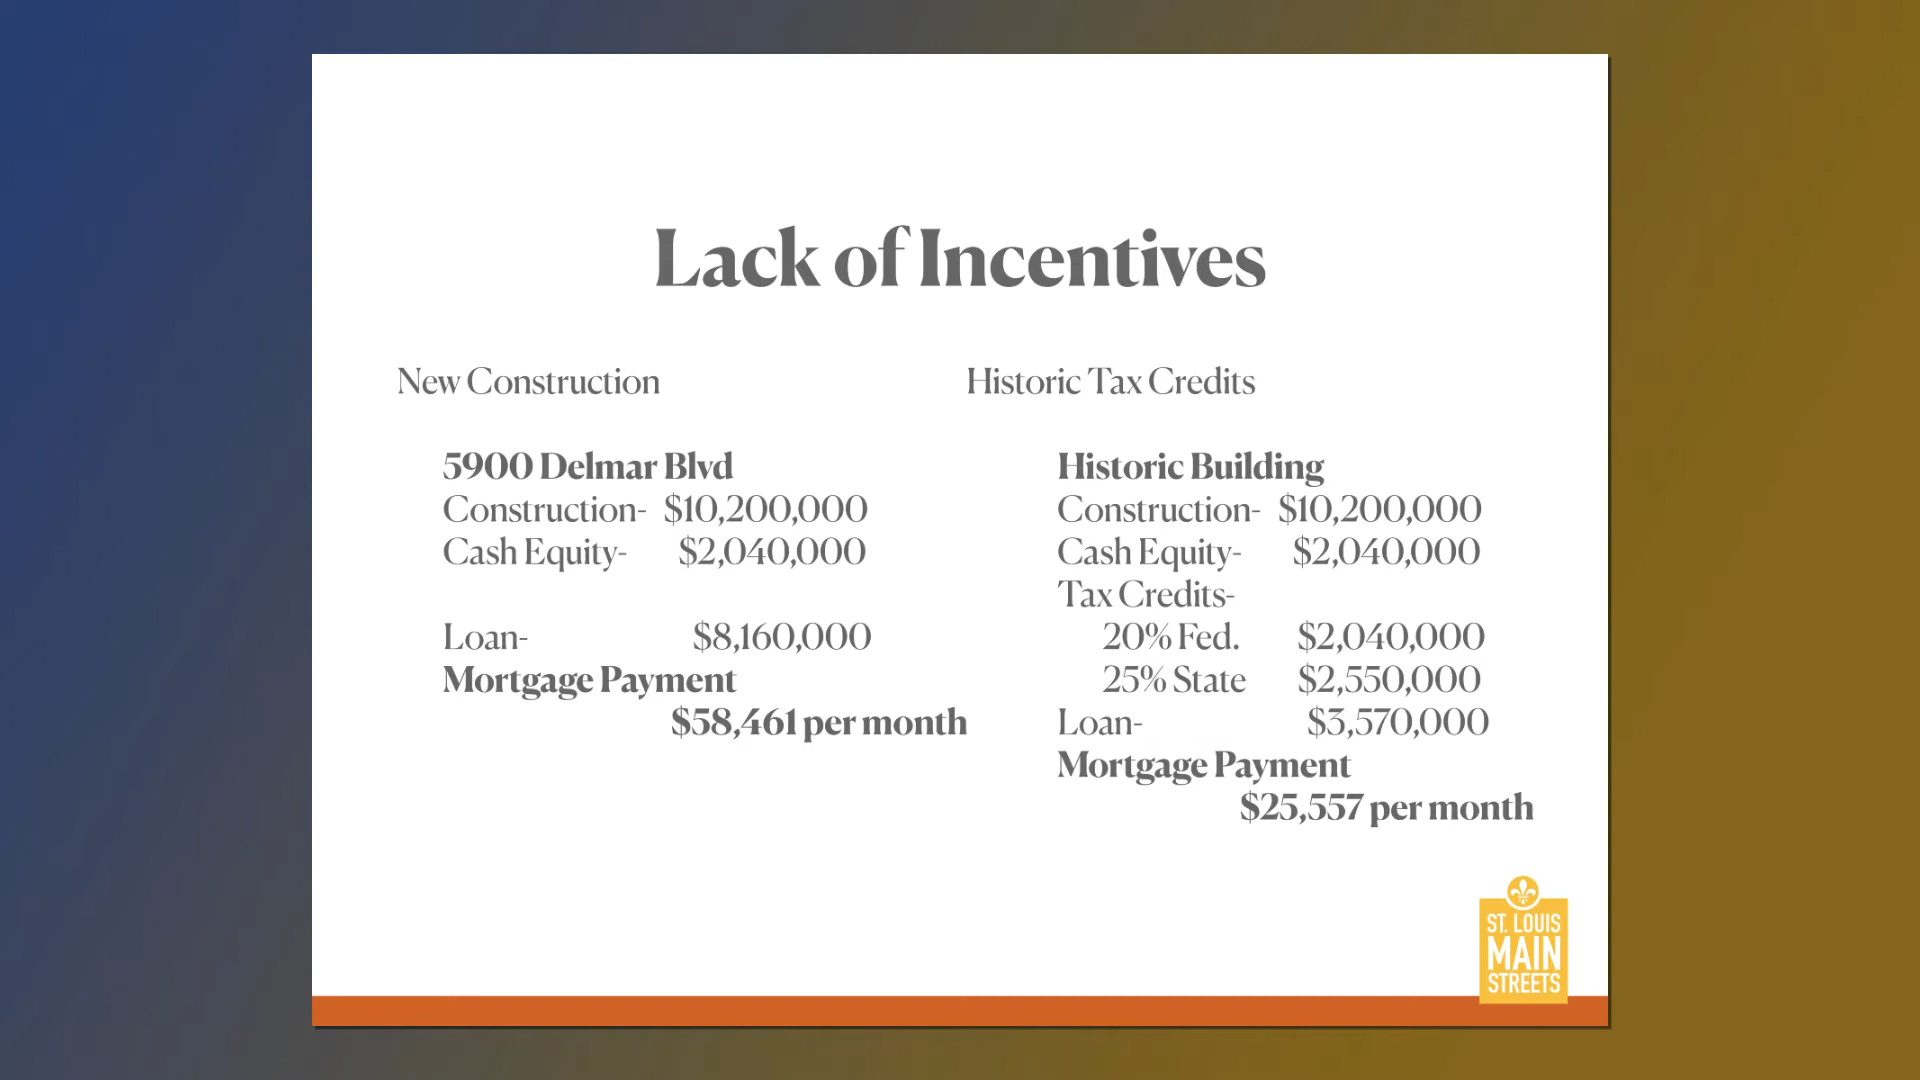 Lack of Incentives
New Construction
5900 Delmar Blvd
Construction- $10,200,000
Cash Equity- $2,040,000
Loan- $8,160,000
Mortgage Payment
$58,461 per month
Historic Tax Credits
Historic Building
Construction- $10,200,000
Cash Equity- $2,040,000
Tax Credits-
20% Fed. $2,040,000
25% State $2,550,000
Loan- $3,570,000
Mortgage Payment
$25,557 per month
ST. LOUIS
MAIN
STREETS